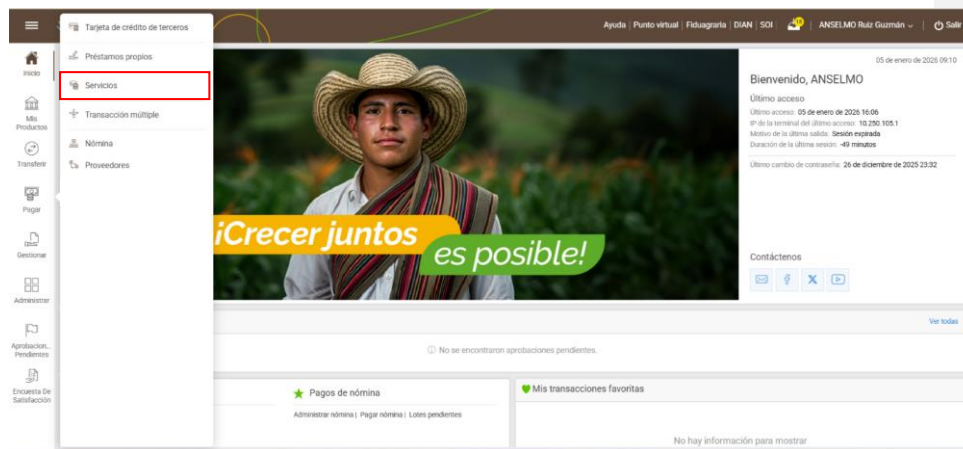 Ayuda | Punto virtual | Fiduagraria | DIAN | SOI | ANSELMO Ruiz Guzmán | Salir
Inicio
Mis
Productos
Transferir
Pagar
Gestionar
Administrar
Aprobacion...
Pendientes
Encuesta De
Satisfacción
Tarjeta de crédito de terceros
Préstamos propios
Servicios
Transacción múltiple
Nómina
Proveedores
¡Crecer juntos
es posible!
05 de enero de 2026 09:10
Bienvenido, ANSELMO
Último acceso
Último acceso: 05 de enero de 2026 16:06
IP de la terminal del último acceso: 10.250.105.1
Motivo de la última salida: Sesión expirada
Duración de la última sesión: -49 minutos
Último cambio de contraseña: 26 de diciembre de 2025 23:32
Contáctenos
Ver todas
No se encontraron aprobaciones pendientes.
Pagos de nómina
Administrar nómina | Pagar nómina | Lotes pendientes
Mis transacciones favoritas
No hay información para mostrar